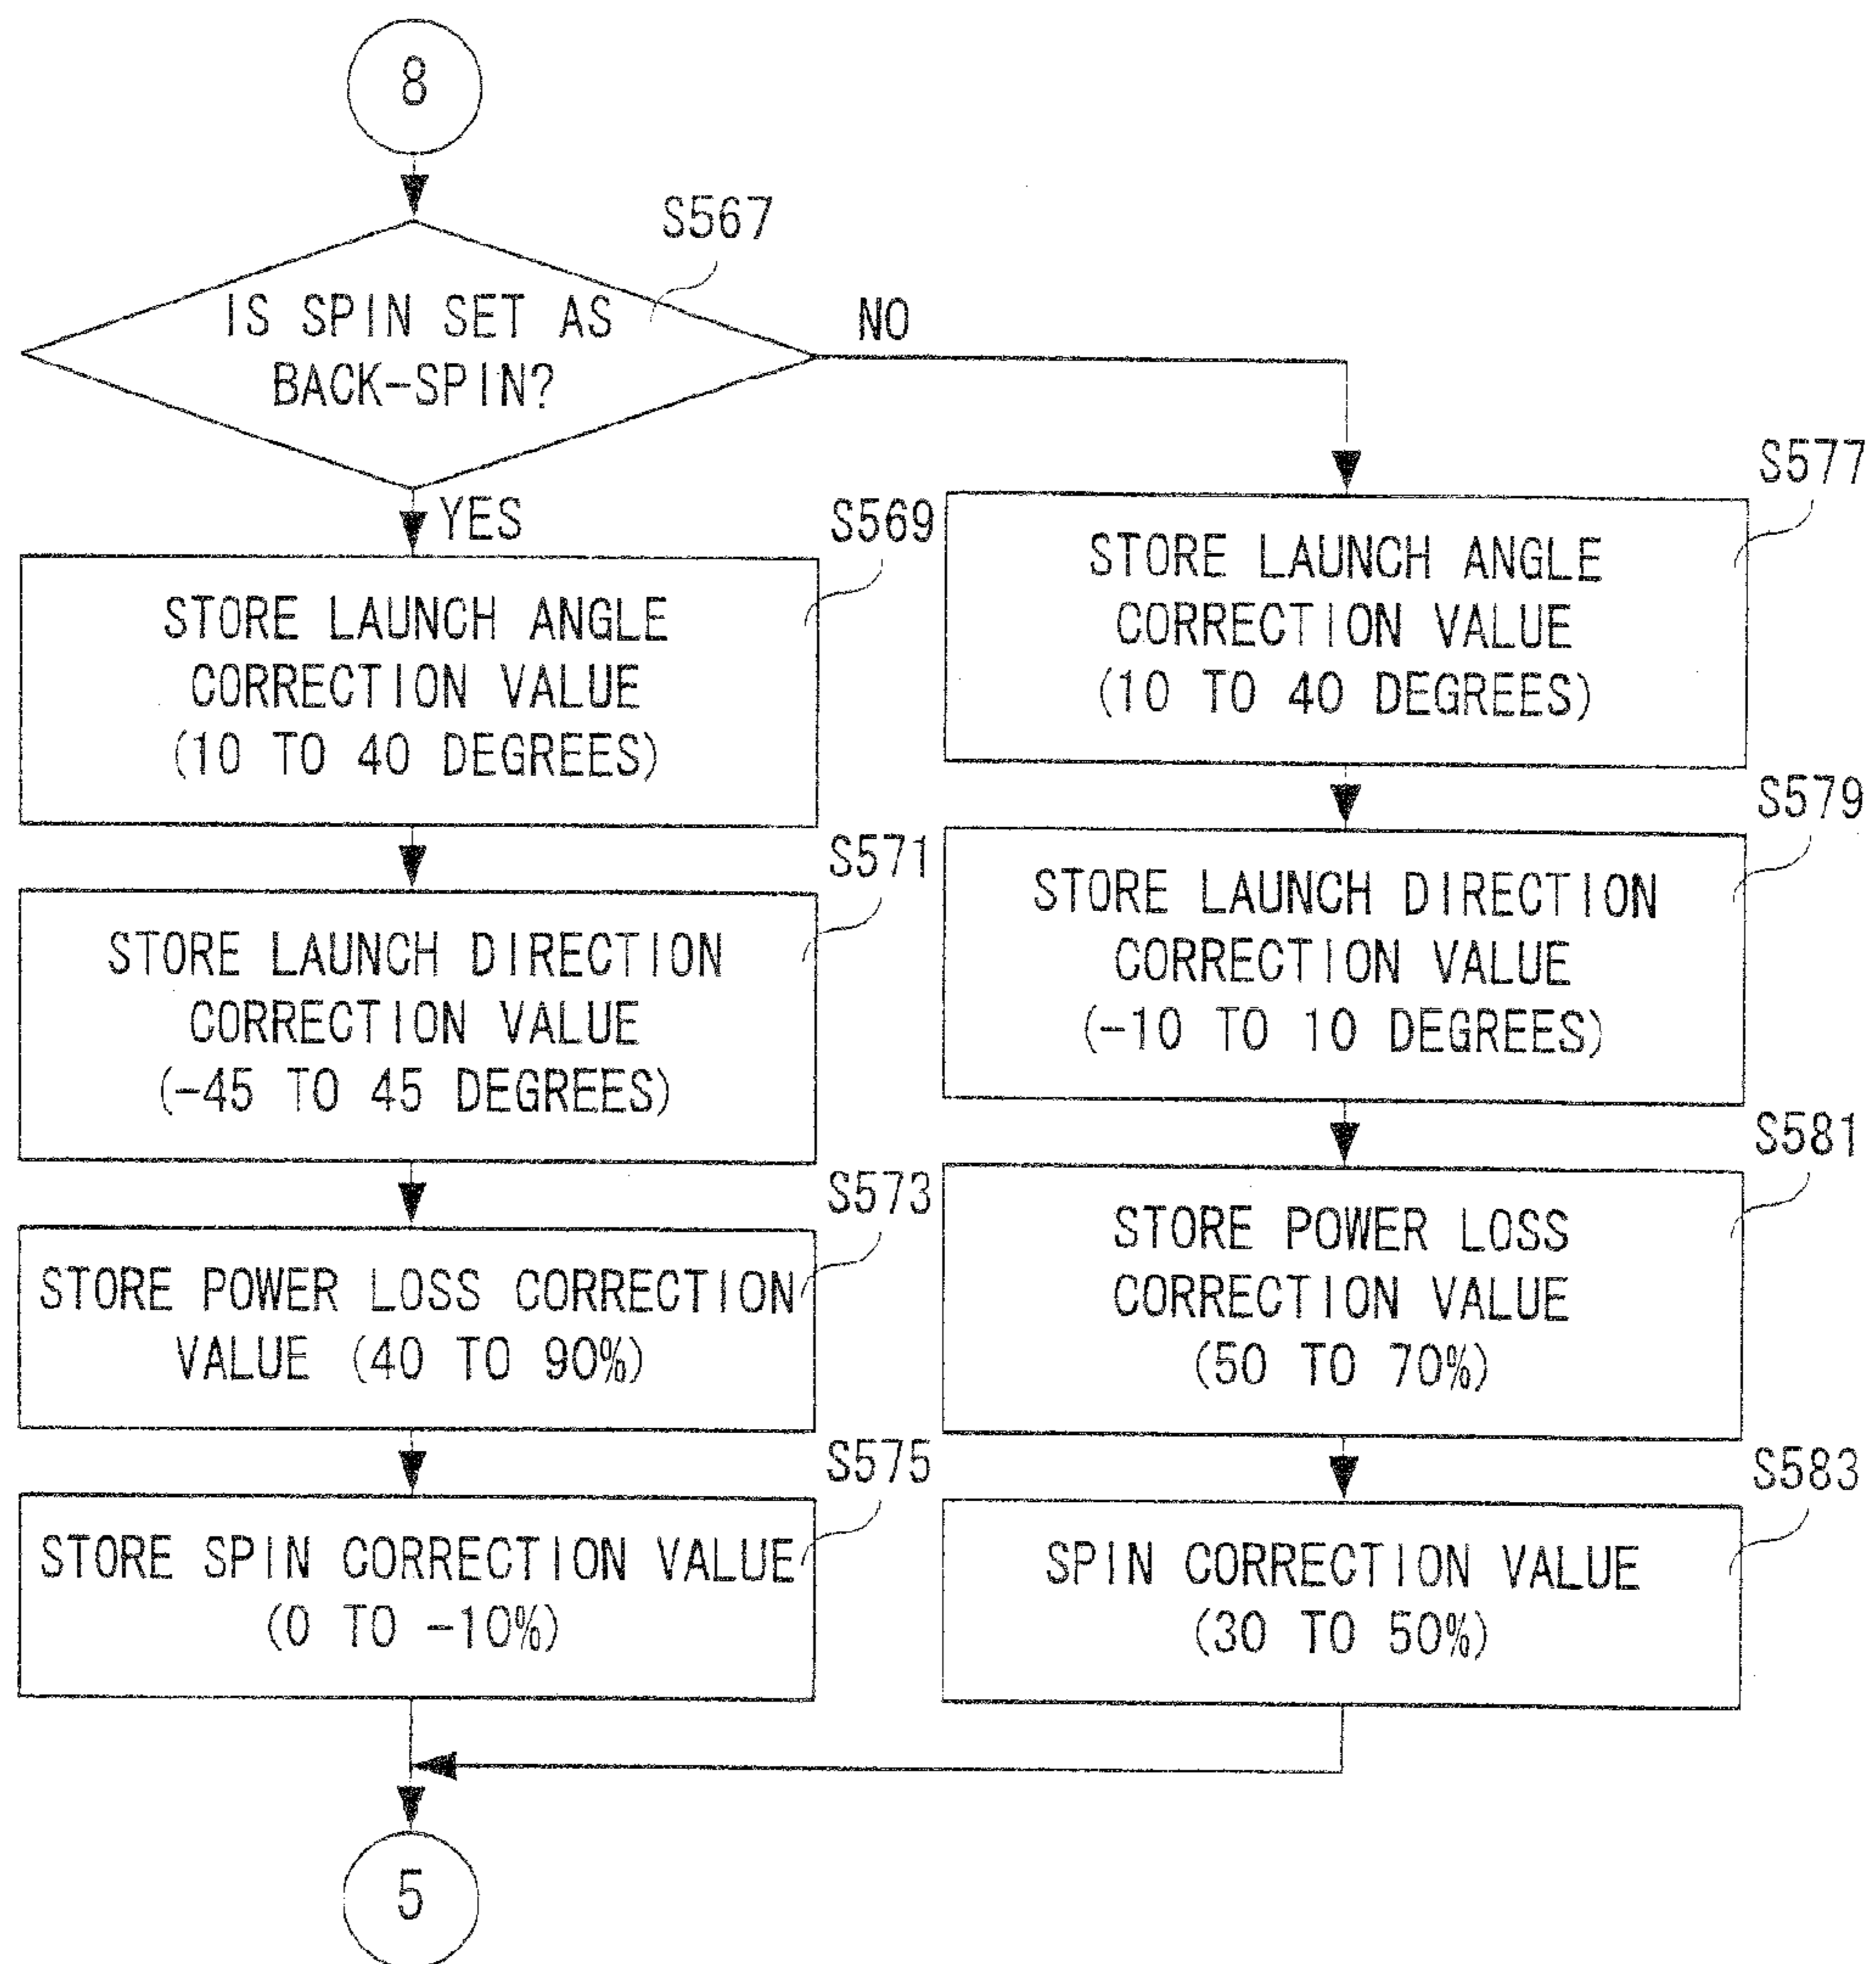 8
S567
IS SPIN SET AS
BACK-SPIN?
NO
YES
S569
STORE LAUNCH ANGLE
CORRECTION VALUE
(10 TO 40 DEGREES)
S571
STORE LAUNCH DIRECTION
CORRECTION VALUE
(-45 TO 45 DEGREES)
S573
STORE POWER LOSS CORRECTION
VALUE (40 TO 90%)
S575
STORE SPIN CORRECTION VALUE
(0 TO -10%)
S577
STORE LAUNCH ANGLE
CORRECTION VALUE
(10 TO 40 DEGREES)
S579
STORE LAUNCH DIRECTION
CORRECTION VALUE
(-10 TO 10 DEGREES)
S581
STORE POWER LOSS
CORRECTION VALUE
(50 TO 70%)
S583
SPIN CORRECTION VALUE
(30 TO 50%)
5